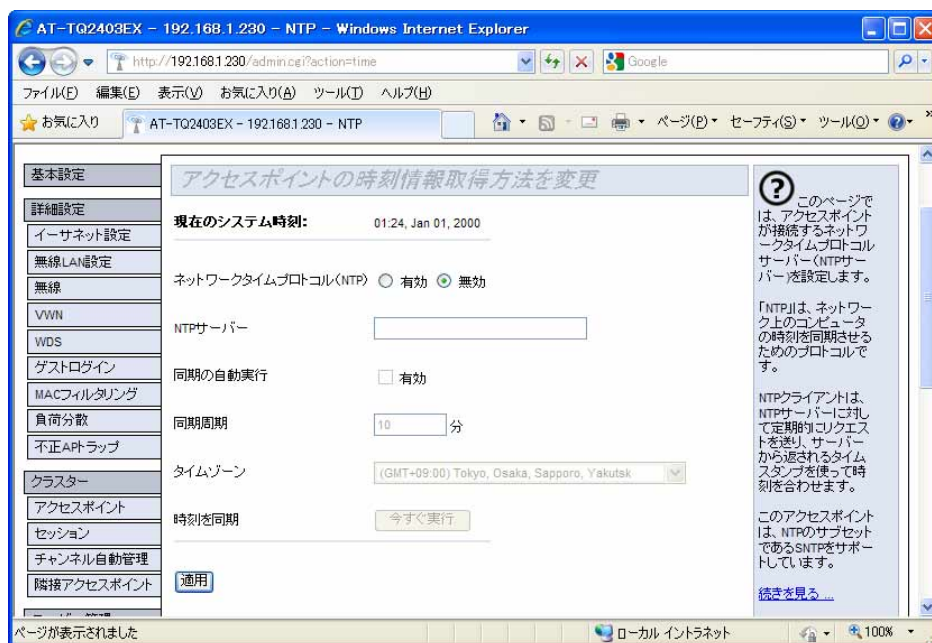 AT-TQ2403EX - 192.168.1.230 - NTP - Windows Internet Explorer
http://192.168.1.230/admin.cgi?action=time
Google
ファイル(F) 編集(E) 表示(V) お気に入り(A) ツール(T) ヘルプ(H)
お気に入り
AT-TQ2403EX - 192.168.1.230 - NTP
ページ(P) セーフティ(S) ツール(O)
基本設定
詳細設定
イーサネット設定
無線LAN設定
無線
VWN
WDS
ゲストログイン
MACフィルタリング
負荷分散
不正APトラップ
クラスター
アクセスポイント
セッション
チャンネル自動管理
隣接アクセスポイント
アクセスポイントの時刻情報取得方法を変更
現在のシステム時刻: 01:24, Jan 01, 2000
ネットワークタイムプロトコル(NTP) 有効 無効
NTPサーバー
同期の自動実行 有効
同期周期 10 分
タイムゾーン (GMT+09:00) Tokyo, Osaka, Sapporo, Yakutsk
時刻を同期 今すぐ実行
適用
?
このページで
は、アクセスポイント
が接続するネットワ
ークタイムプロトコル
サーバー(NTPサー
バー)を設定します。
「NTP」は、ネットワー
ク上のコンピュータ
の時刻を同期させる
ためのプロトコルで
す。
NTPクライアントは、
NTPサーバーに対し
て定期的にリクエス
トを送り、サーバー
から返されるタイム
スタンプを使って時
刻を合わせます。
このアクセスポイント
は、NTPのサブセット
であるSNTPをサポー
トしています。
続きを見る ...
ページが表示されました
ローカル イントラネット
100%